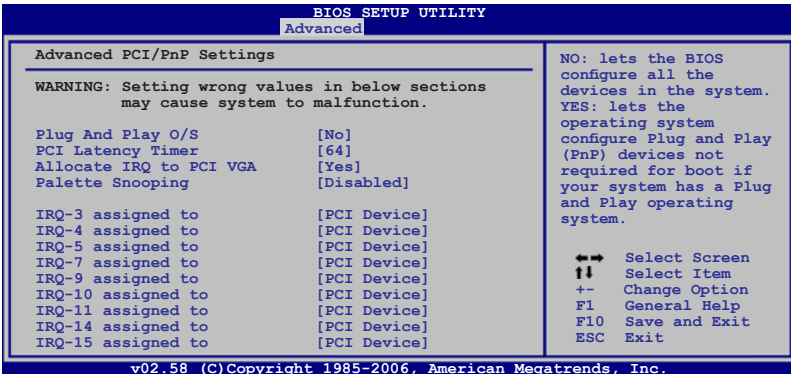 BIOS SETUP UTILITY
Advanced
Advanced PCI/PnP Settings
WARNING: Setting wrong values in below sections
may cause system to malfunction.
Plug And Play O/S [No]
PCI Latency Timer [64]
Allocate IRQ to PCI VGA [Yes]
Palette Snooping [Disabled]
IRQ-3 assigned to [PCI Device]
IRQ-4 assigned to [PCI Device]
IRQ-5 assigned to [PCI Device]
IRQ-7 assigned to [PCI Device]
IRQ-9 assigned to [PCI Device]
IRQ-10 assigned to [PCI Device]
IRQ-11 assigned to [PCI Device]
IRQ-14 assigned to [PCI Device]
IRQ-15 assigned to [PCI Device]
NO: lets the BIOS
configure all the
devices in the system.
YES: lets the
operating system
configure Plug and Play
(PnP) devices not
required for boot if
your system has a Plug
and Play operating
system.
←→ Select Screen
↑↓ Select Item
+- Change Option
F1 General Help
F10 Save and Exit
ESC Exit
v02.58 (C)Copyright 1985-2006, American Megatrends, Inc.